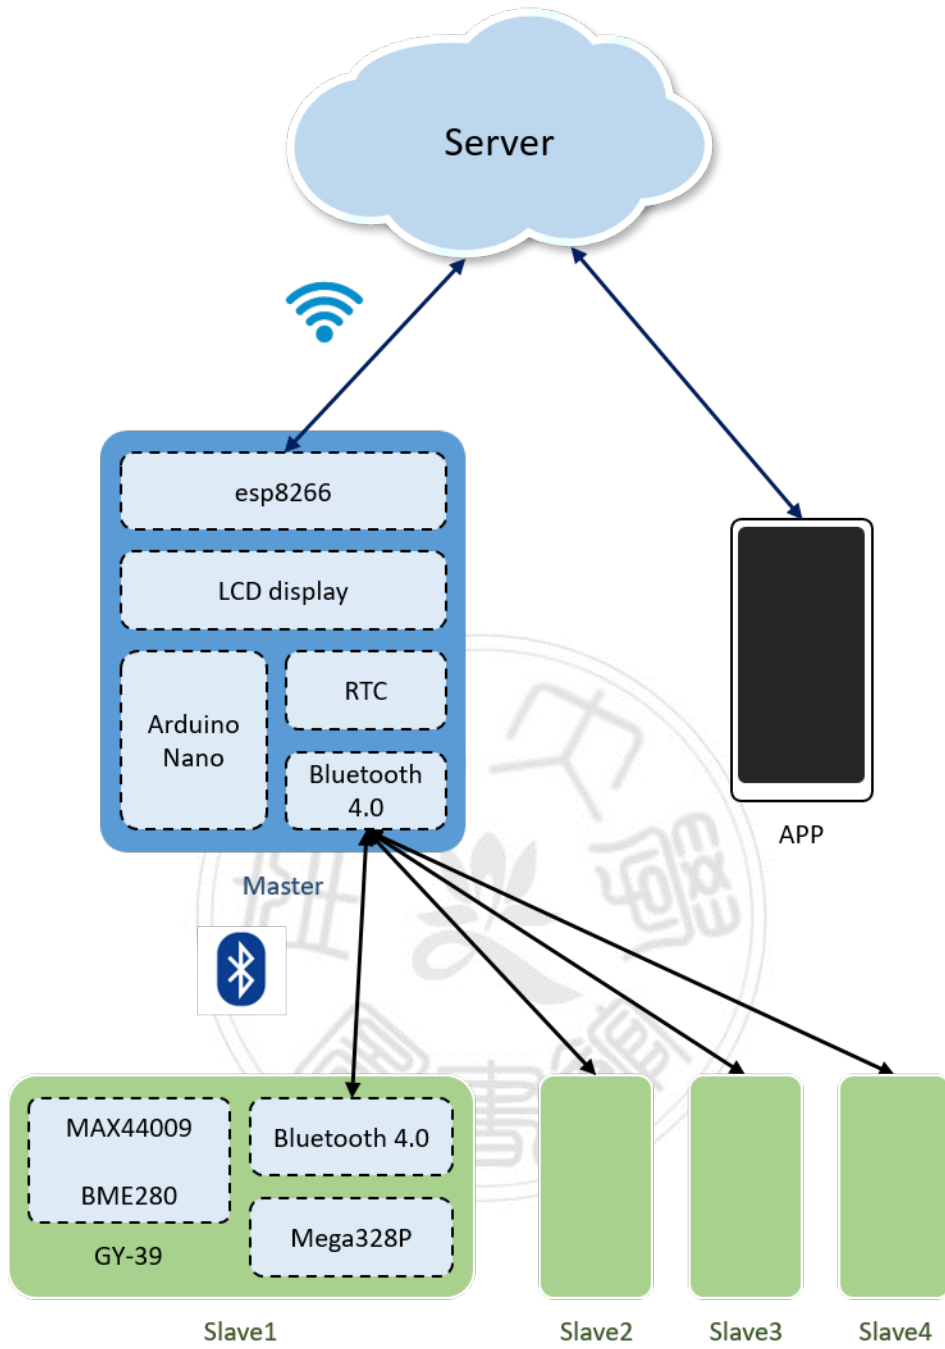 Server
esp8266
LCD display
Arduino
Nano
RTC
Bluetooth
4.0
APP
Master
MAX44009
BME280
GY-39
Bluetooth 4.0
Mega328P
Slave1
Slave2
Slave3
Slave4